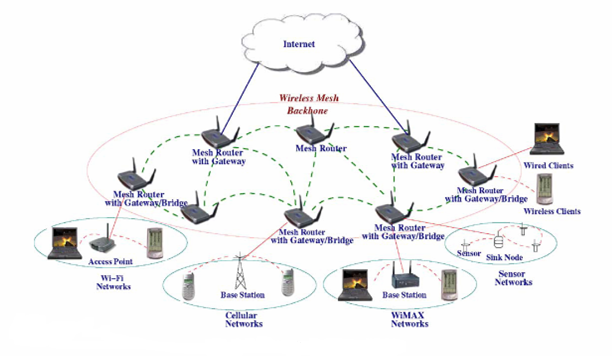 Internet
Wireless Mesh
Backbone
Mesh Router
with Gateway
Mesh Router
Mesh Router
with Gateway
Wired Clients
Mesh Router
with Gateway/Bridge
Mesh Router
with Gateway/Bridge
Wireless Clients
Mesh Router
with Gateway/Bridge
Mesh Router
with Gateway/Bridge
Access Point
Wi-Fi
Networks
Base Station
Cellular
Networks
Base Station
WiMAX
Networks
Sensor
Sink Node
Sensor
Networks